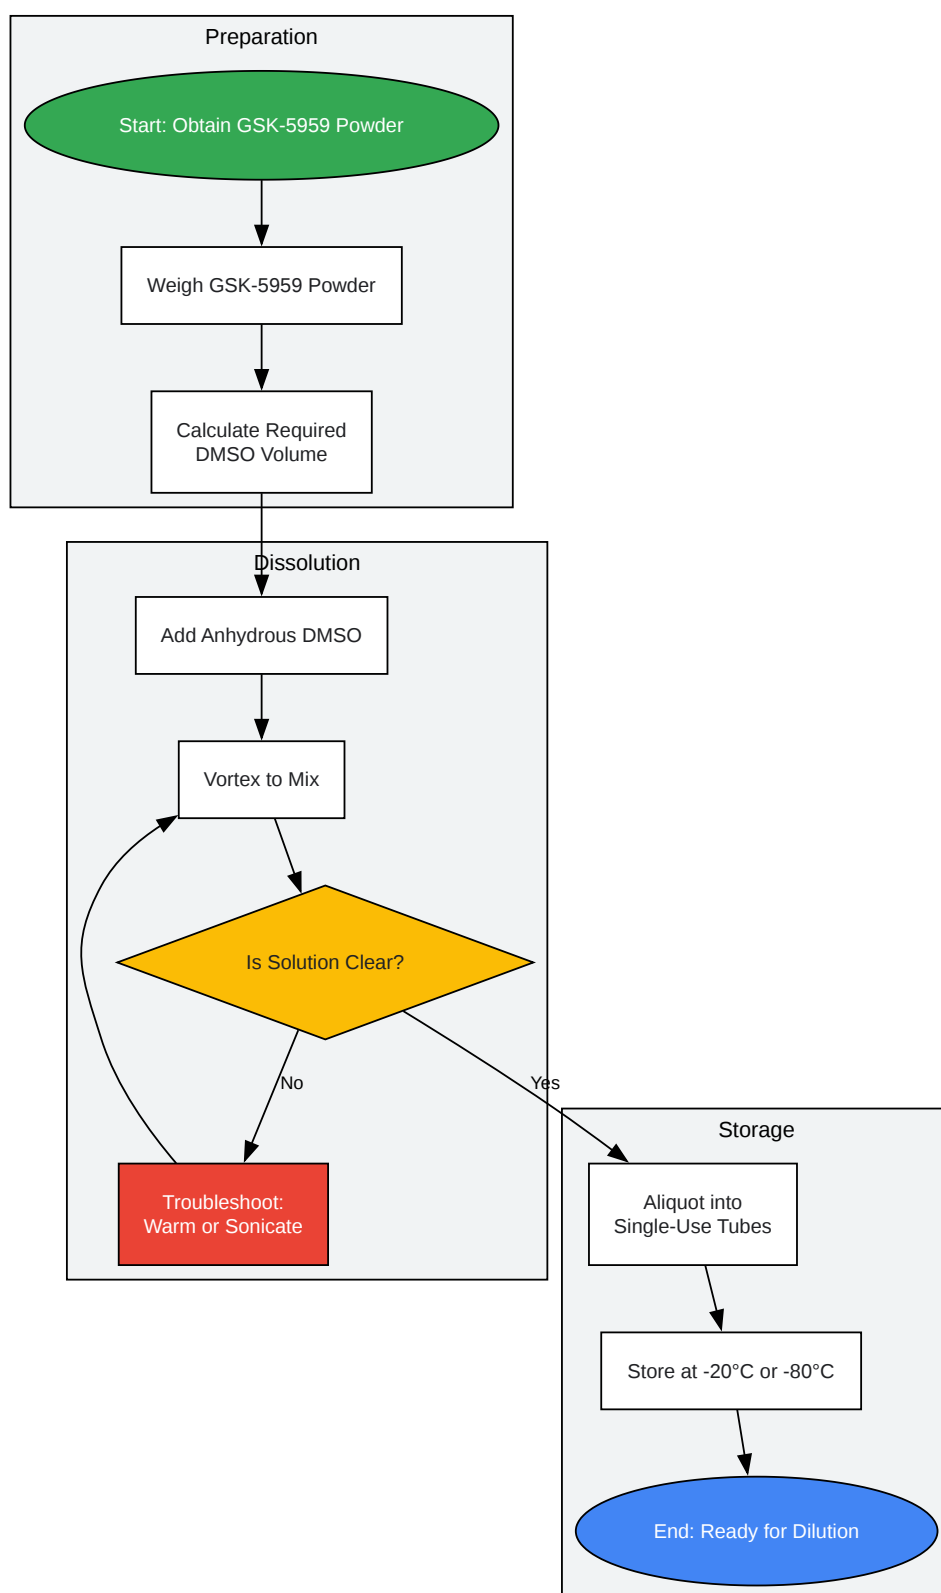 Preparation
Start: Obtain GSK-5959 Powder
Weigh GSK-5959 Powder
Calculate Required
DMSO Volume
Dissolution
Add Anhydrous DMSO
Vortex to Mix
Is Solution Clear?
No
Yes
Troubleshoot:
Warm or Sonicate
Storage
Aliquot into
Single-Use Tubes
Store at -20°C or -80°C
End: Ready for Dilution